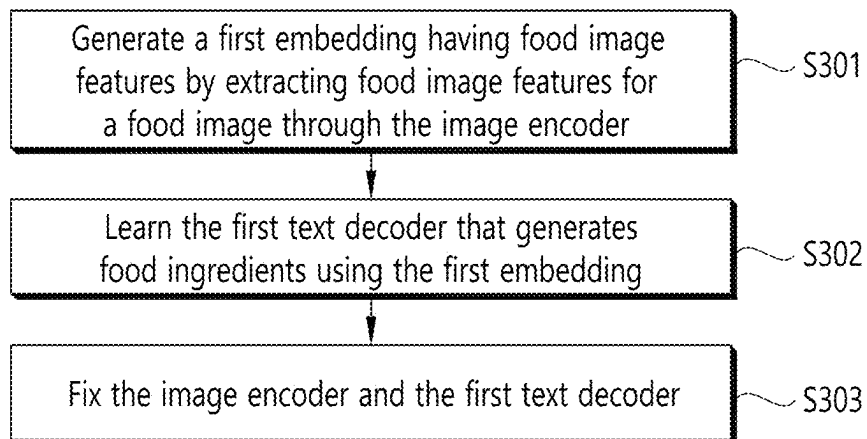 Generate a first embedding having food image
features by extracting food image features for
a food image through the image encoder
S301
Learn the first text decoder that generates
food ingredients using the first embedding
S302
Fix the image encoder and the first text decoder
S303